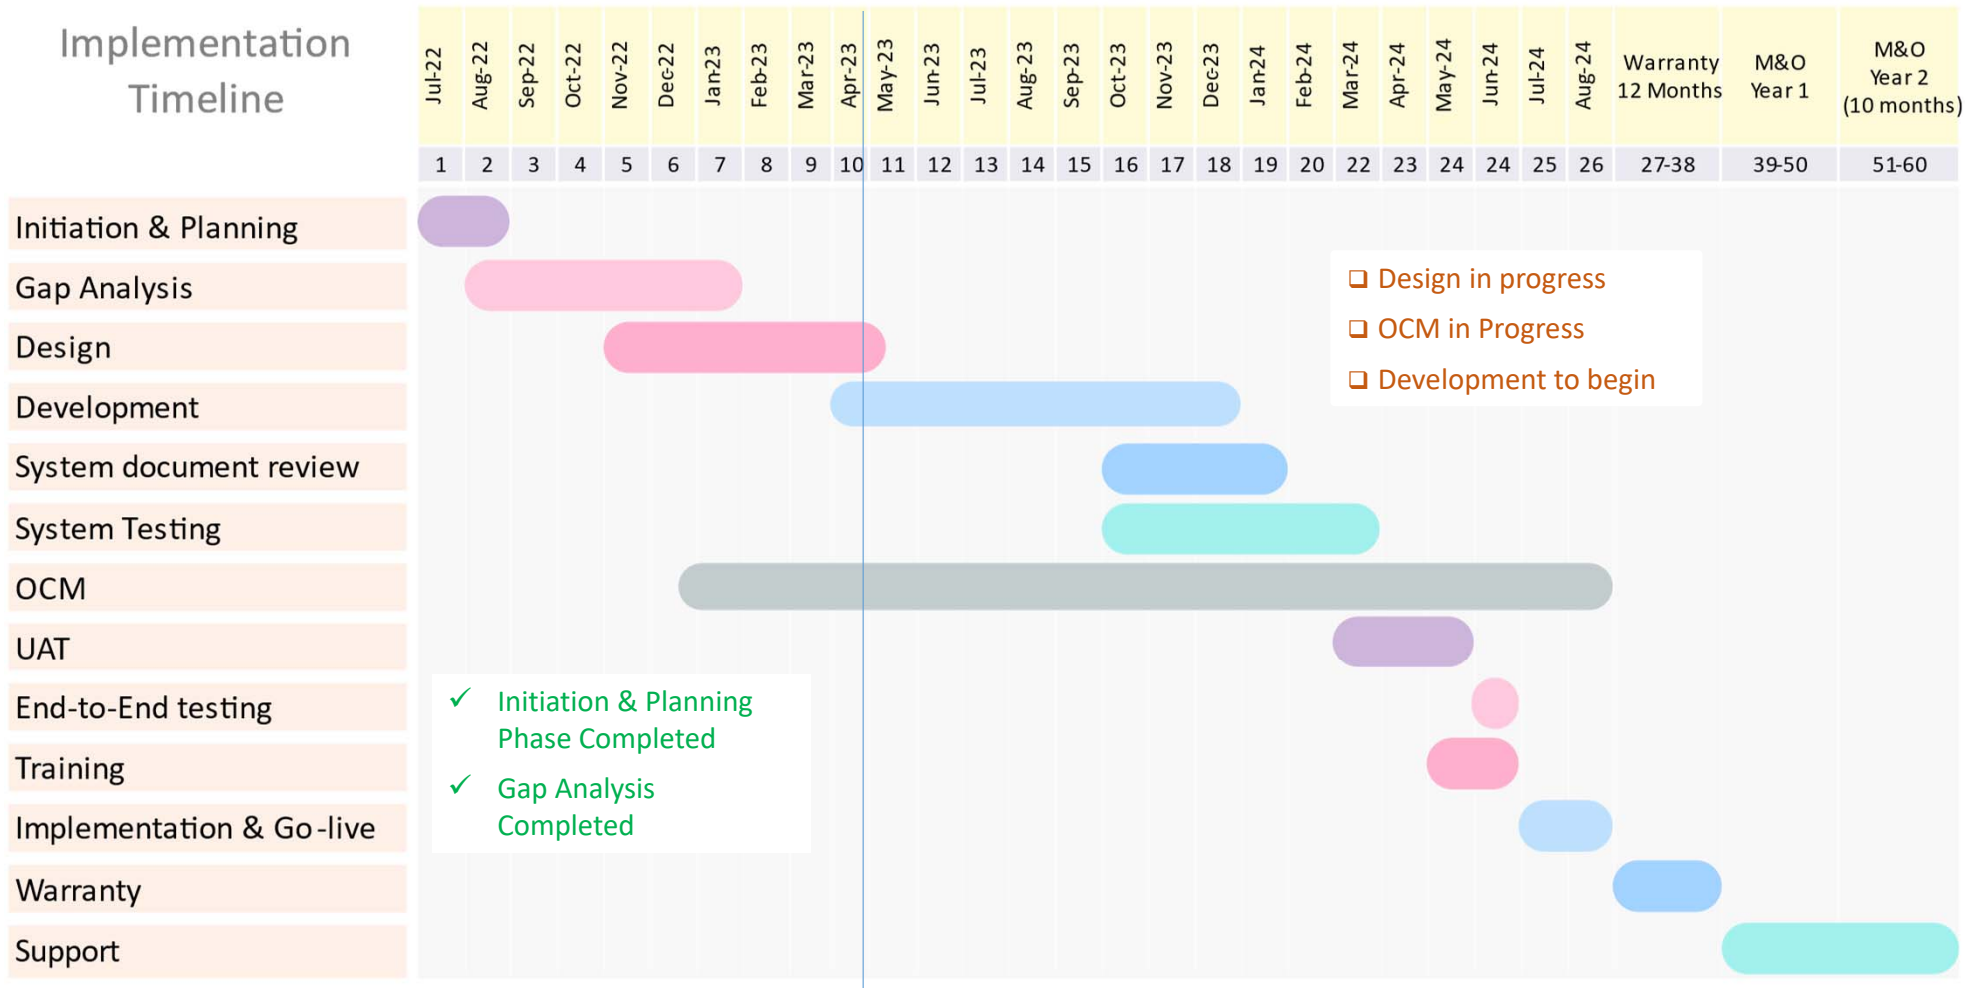 Implementation
Timeline
Jul-22
Aug-22
Sep-22
Oct-22
Nov-22
Dec-22
Jan-23
Feb-23
Mar-23
Apr-23
May-23
Jun-23
Jul-23
Aug-23
Sep-23
Oct-23
Nov-23
Dec-23
Jan-24
Feb-24
Mar-24
Apr-24
May-24
Jun-24
Jul-24
Aug-24
Warranty
12 Months
M&O
Year 1
M&O
Year 2
(10 months)
1 2 3 4 5 6 7 8 9 10 11 12 13 14 15 16 17 18 19 20 22 23 24 24 25 26 27-38 39-50 51-60
Initiation & Planning
Gap Analysis
Design
Development
System document review
System Testing
OCM
UAT
End-to-End testing
Training
Implementation & Go-live
Warranty
Support
❑ Design in progress
❑ OCM in Progress
❑ Development to begin
✓ Initiation & Planning
Phase Completed
✓ Gap Analysis
Completed